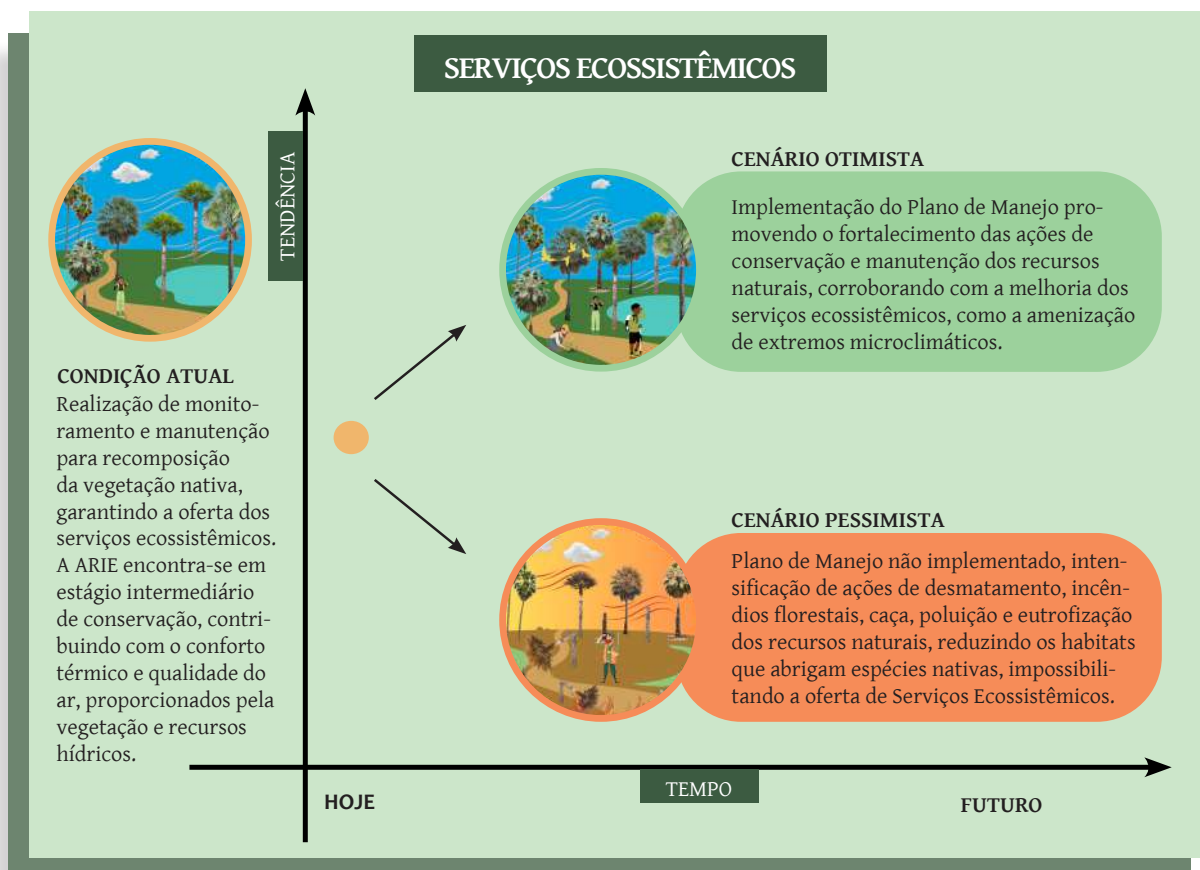 SERVIÇOS ECOSSISTÊMICOS
TENDÊNCIA
CONDIÇÃO ATUAL
Realização de monito-
ramento e manutenção
para recomposição
da vegetação nativa,
garantindo a oferta dos
serviços ecossistêmicos.
A ARIE encontra-se em
estágio intermediário
de conservação, contri-
buindo com o conforto
térmico e qualidade do
ar, proporcionados pela
vegetação e recursos
hídricos.
CENÁRIO OTIMISTA
Implementação do Plano de Manejo pro-
movendo o fortalecimento das ações de
conservação e manutenção dos recursos
naturais, corroborando com a melhoria dos
serviços ecossistêmicos, como a amenização
de extremos microclimáticos.
CENÁRIO PESSIMISTA
Plano de Manejo não implementado, inten-
sificação de ações de desmatamento, incên-
dios florestais, caça, poluição e eutrofização
dos recursos naturais, reduzindo os habitats
que abrigam espécies nativas, impossibili-
tando a oferta de Serviços Ecossistêmicos.
HOJE
TEMPO
FUTURO